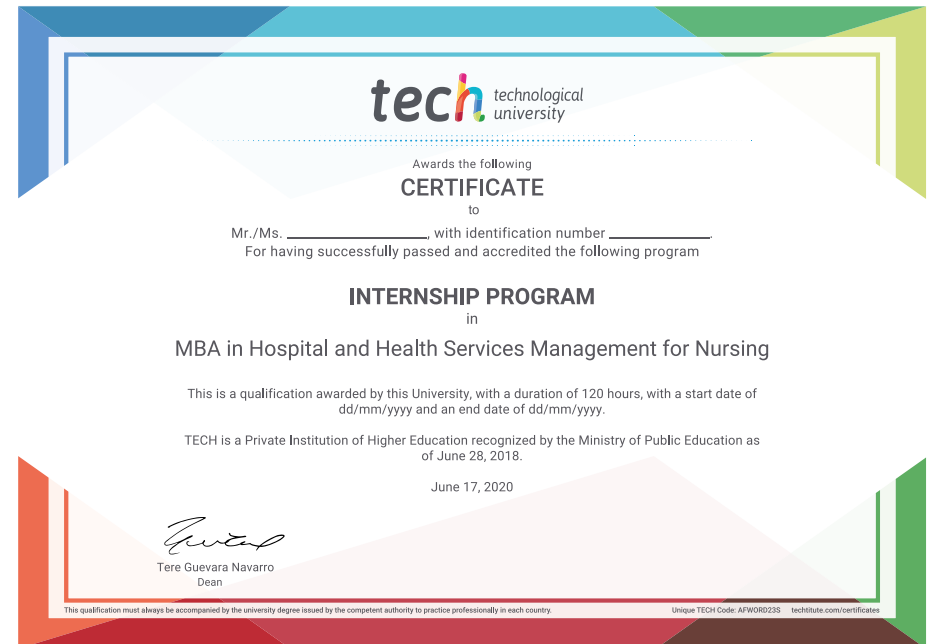 tech technological
university
Awards the following
CERTIFICATE
to
Mr./Ms. ____________________, with identification number ______________.
For having successfully passed and accredited the following program
INTERNSHIP PROGRAM
in
MBA in Hospital and Health Services Management for Nursing
This is a qualification awarded by this University, with a duration of 120 hours, with a start date of
dd/mm/yyyy and an end date of dd/mm/yyyy.
TECH is a Private Institution of Higher Education recognized by the Ministry of Public Education as
of June 28, 2018.
June 17, 2020
Tere Guevara Navarro
Dean
This qualification must always be accompanied by the university degree issued by the competent authority to practice professionally in each country.
Unique TECH Code: AFWORD23S techtitute.com/certificates